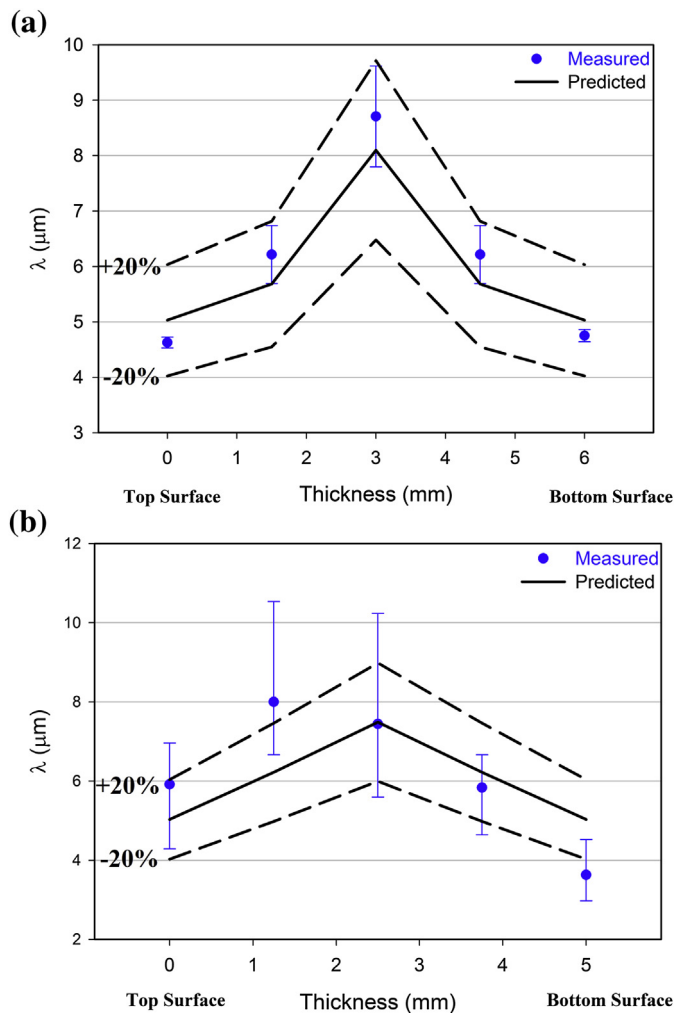 (a)
10
9
8
7
6
5
4
3
λ (μm)
Measured
Predicted
+20%
-20%
0 1 2 3 4 5 6
Top Surface Thickness (mm) Bottom Surface
(b)
12
10
8
6
4
2
λ (μm)
Measured
Predicted
+20%
-20%
0 1 2 3 4 5
Top Surface Thickness (mm) Bottom Surface